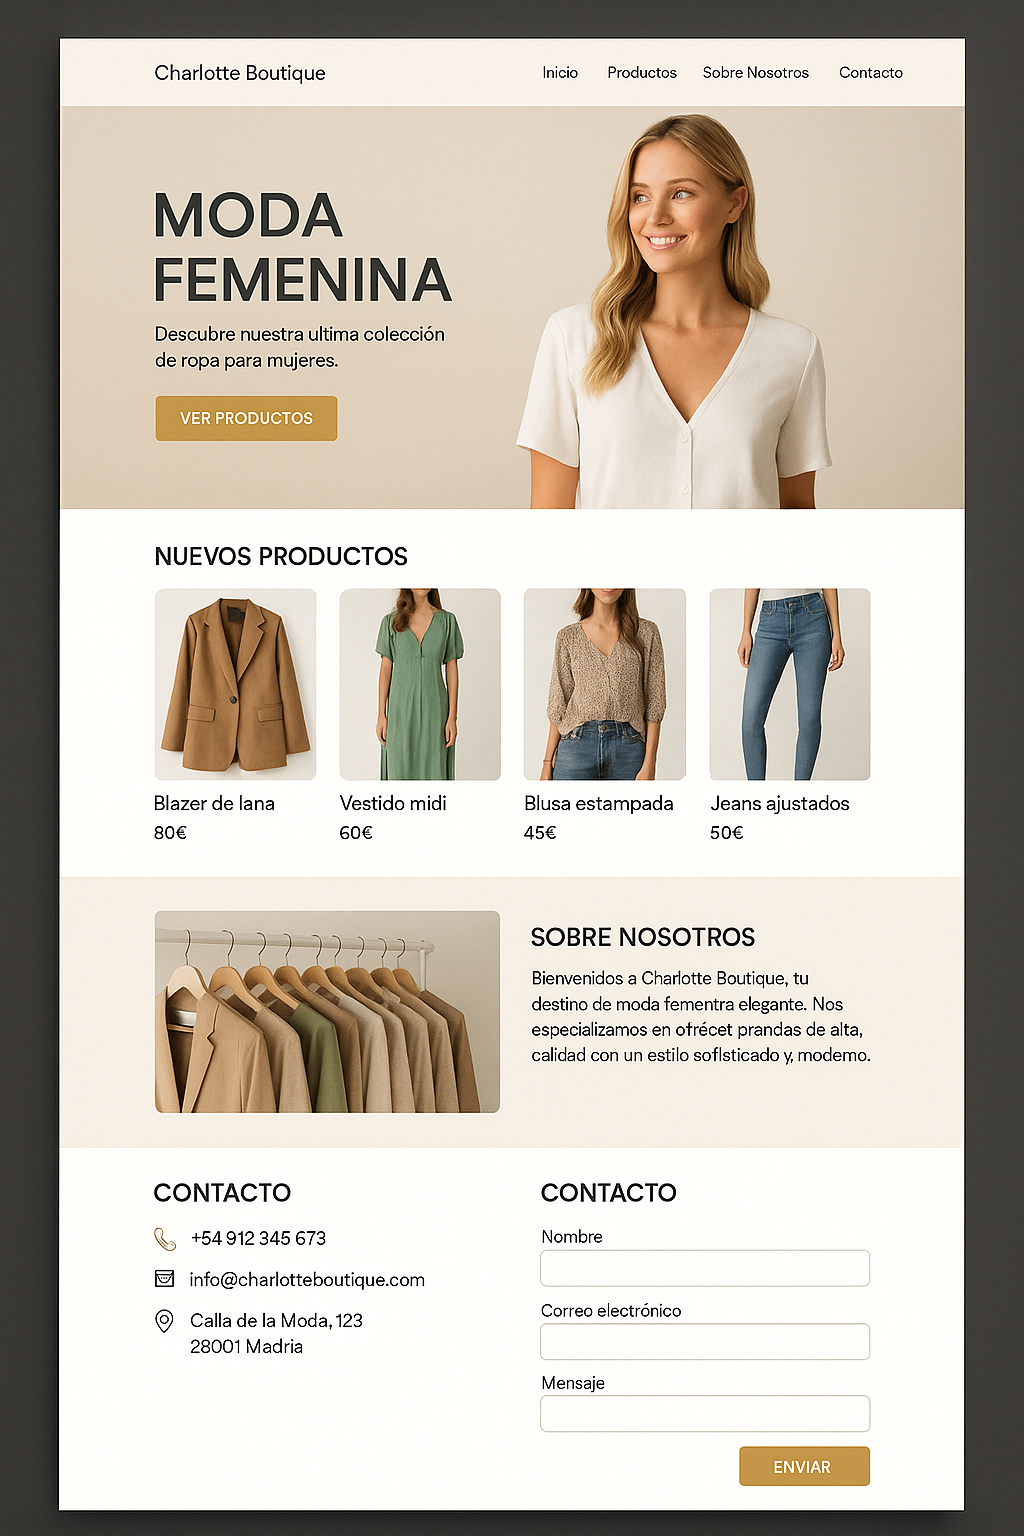 Charlotte Boutique
Inicio Productos Sobre Nosotros Contacto
MODA
FEMENINA
Descubre nuestra ultima colección
de ropa para mujeres.
VER PRODUCTOS
NUEVOS PRODUCTOS
Blazer de lana
80€
Vestido midi
60€
Blusa estampada
45€
Jeans ajustados
50€
SOBRE NOSOTROS
Bienvenidos a Charlotte Boutique, tu
destino de moda fementra elegante. Nos
especializamos en ofrécet prandas de alta,
calidad con un estilo soflsticado y, modemo.
CONTACTO
+54 912 345 673
info@charlotteboutique.com
Calla de la Moda, 123
28001 Madria
CONTACTO
Nombre
Correo electrónico
Mensaje
ENVIAR